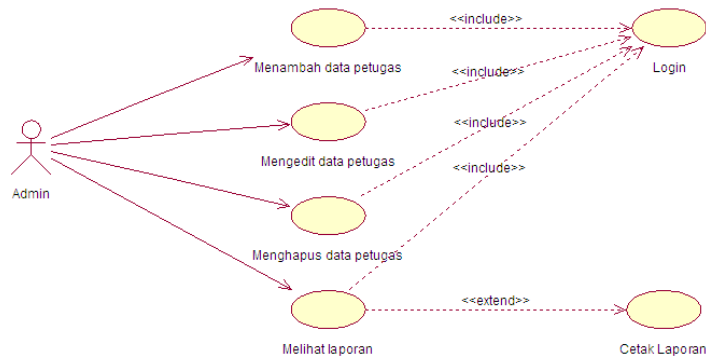 <<include>>
Menambah data petugas
Login
<<include>>
Mengedit data petugas
<<include>>
Admin
<<include>>
Menghapus data petugas
<<extend>>
Melihat laporan
Cetak Laporan